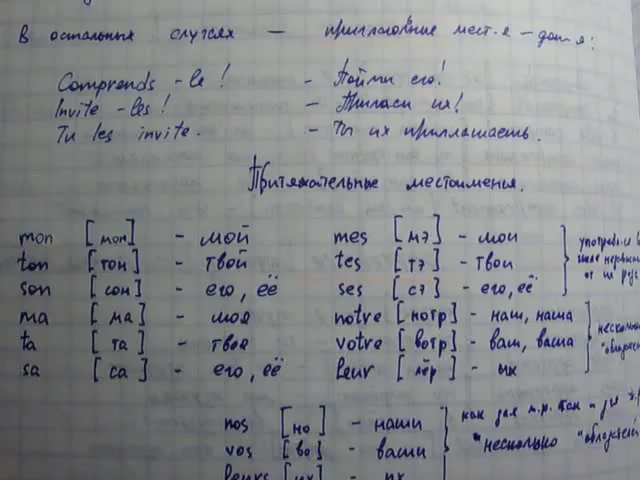 В остальных случаях —
Comprends -le! - Пойми его!
Invite -les! - Пригласи их!
Tu les invite. - Ты их приглашаешь.
Притяжательные местоимения.
mon [мон] - мой mes [мэ] - мои
ton [тон] - твой tes [тэ] - твои
son [сон] - его, её ses [сэ] - его, её
ma [ма] - моя notre [нотр] - наш, наша
ta [та] - твоя votre [вотр] - ваш, ваша
sa [са] - его, её leur [лёр] - их
nos [но] - наши
vos [во] - ваши "несколько
leurs - их